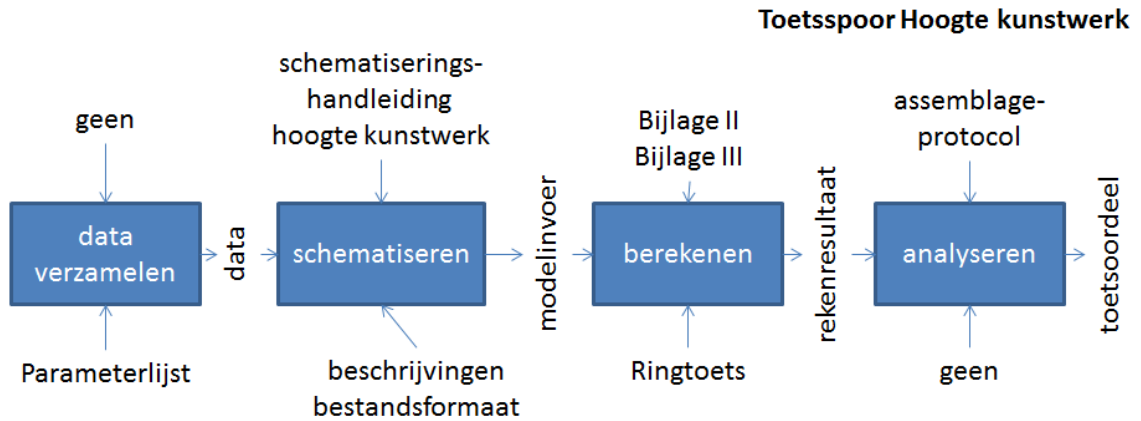 Toetsspoor Hoogte kunstwerk
geen
schematiserings-
handleiding
hoogte kunstwerk
Bijlage II
Bijlage III
assemblage-
protocol
data
verzamelen
data
schematiseren
modelinvoer
berekenen
rekenresultaat
analyseren
toetsoordeel
Parameterlijst
beschrijvingen
bestandsformaat
Ringtoets
geen